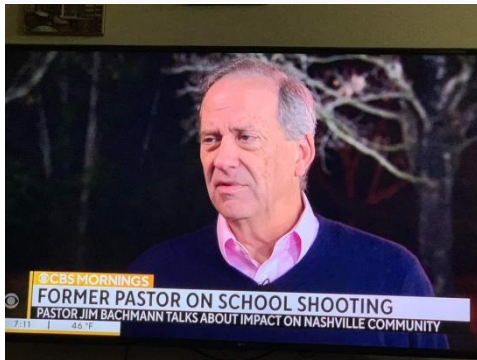 CBS MORNINGS
FORMER PASTOR ON SCHOOL SHOOTING
PASTOR JIM BACHMANN TALKS ABOUT IMPACT ON NASHVILLE COMMUNITY
7:11 | 46 °F